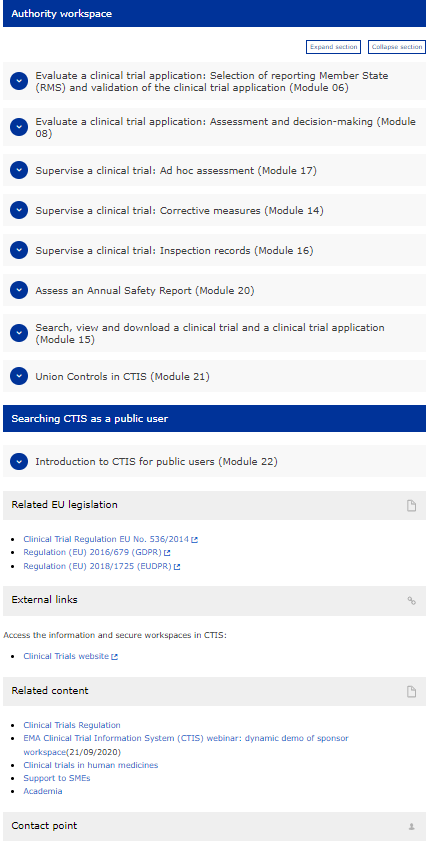 Authority workspace
Expand section
Collapse section
Evaluate a clinical trial application: Selection of reporting Member State
(RMS) and validation of the clinical trial application (Module 06)
Evaluate a clinical trial application: Assessment and decision-making (Module
08)
Supervise a clinical trial: Ad hoc assessment (Module 17)
Supervise a clinical trial: Corrective measures (Module 14)
Supervise a clinical trial: Inspection records (Module 16)
Assess an Annual Safety Report (Module 20)
Search, view and download a clinical trial and a clinical trial application
(Module 15)
Union Controls in CTIS (Module 21)
Searching CTIS as a public user
Introduction to CTIS for public users (Module 22)
Related EU legislation
Clinical Trial Regulation EU No. 536/2014
Regulation (EU) 2016/679 (GDPR)
Regulation (EU) 2018/1725 (EUDPR)
External links
Access the information and secure workspaces in CTIS:
Clinical Trials website
Related content
Clinical Trials Regulation
EMA Clinical Trial Information System (CTIS) webinar: dynamic demo of sponsor
workspace(21/09/2020)
Clinical trials in human medicines
Support to SMEs
Academia
Contact point